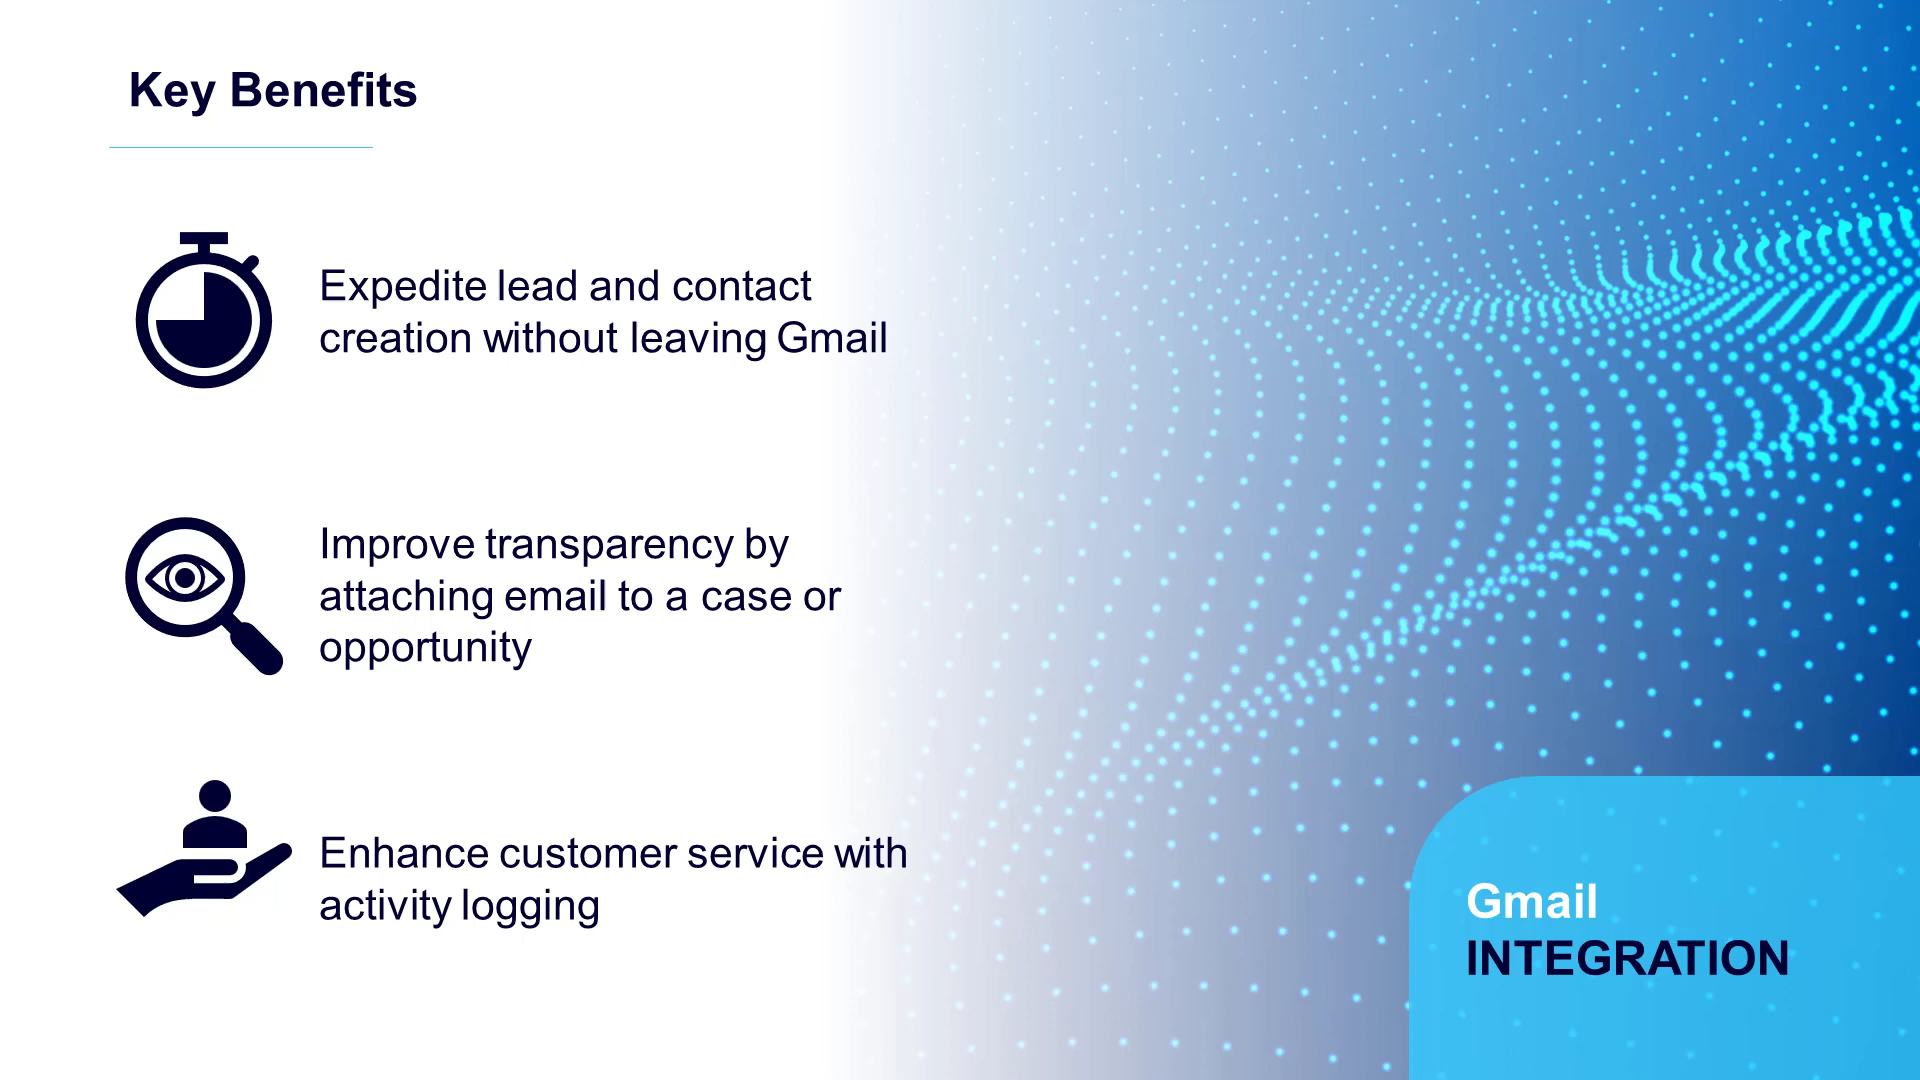 Key Benefits
Expedite lead and contact
creation without leaving Gmail
Improve transparency by
attaching email to a case or
opportunity
Enhance customer service with
activity logging
Gmail
INTEGRATION